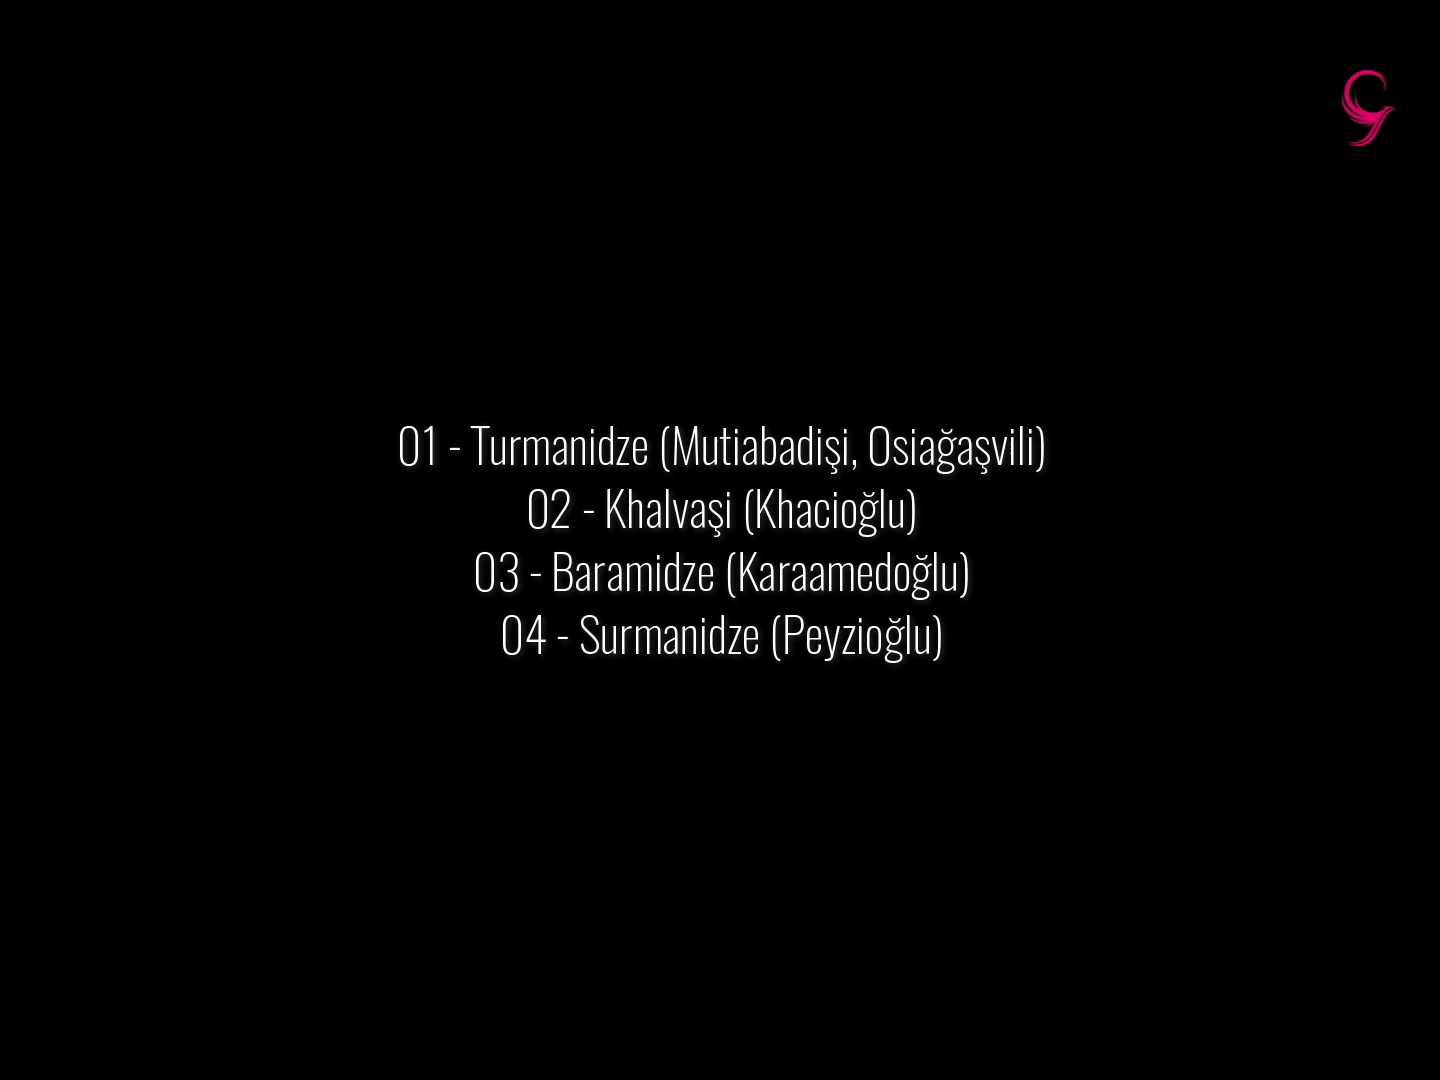 01 - Turmanidze (Mutiabadişi, Osiağaşvili)
02 - Khalvaşi (Khacioğlu)
03 - Baramidze (Karaamedoğlu)
04 - Surmanidze (Peyzioğlu)